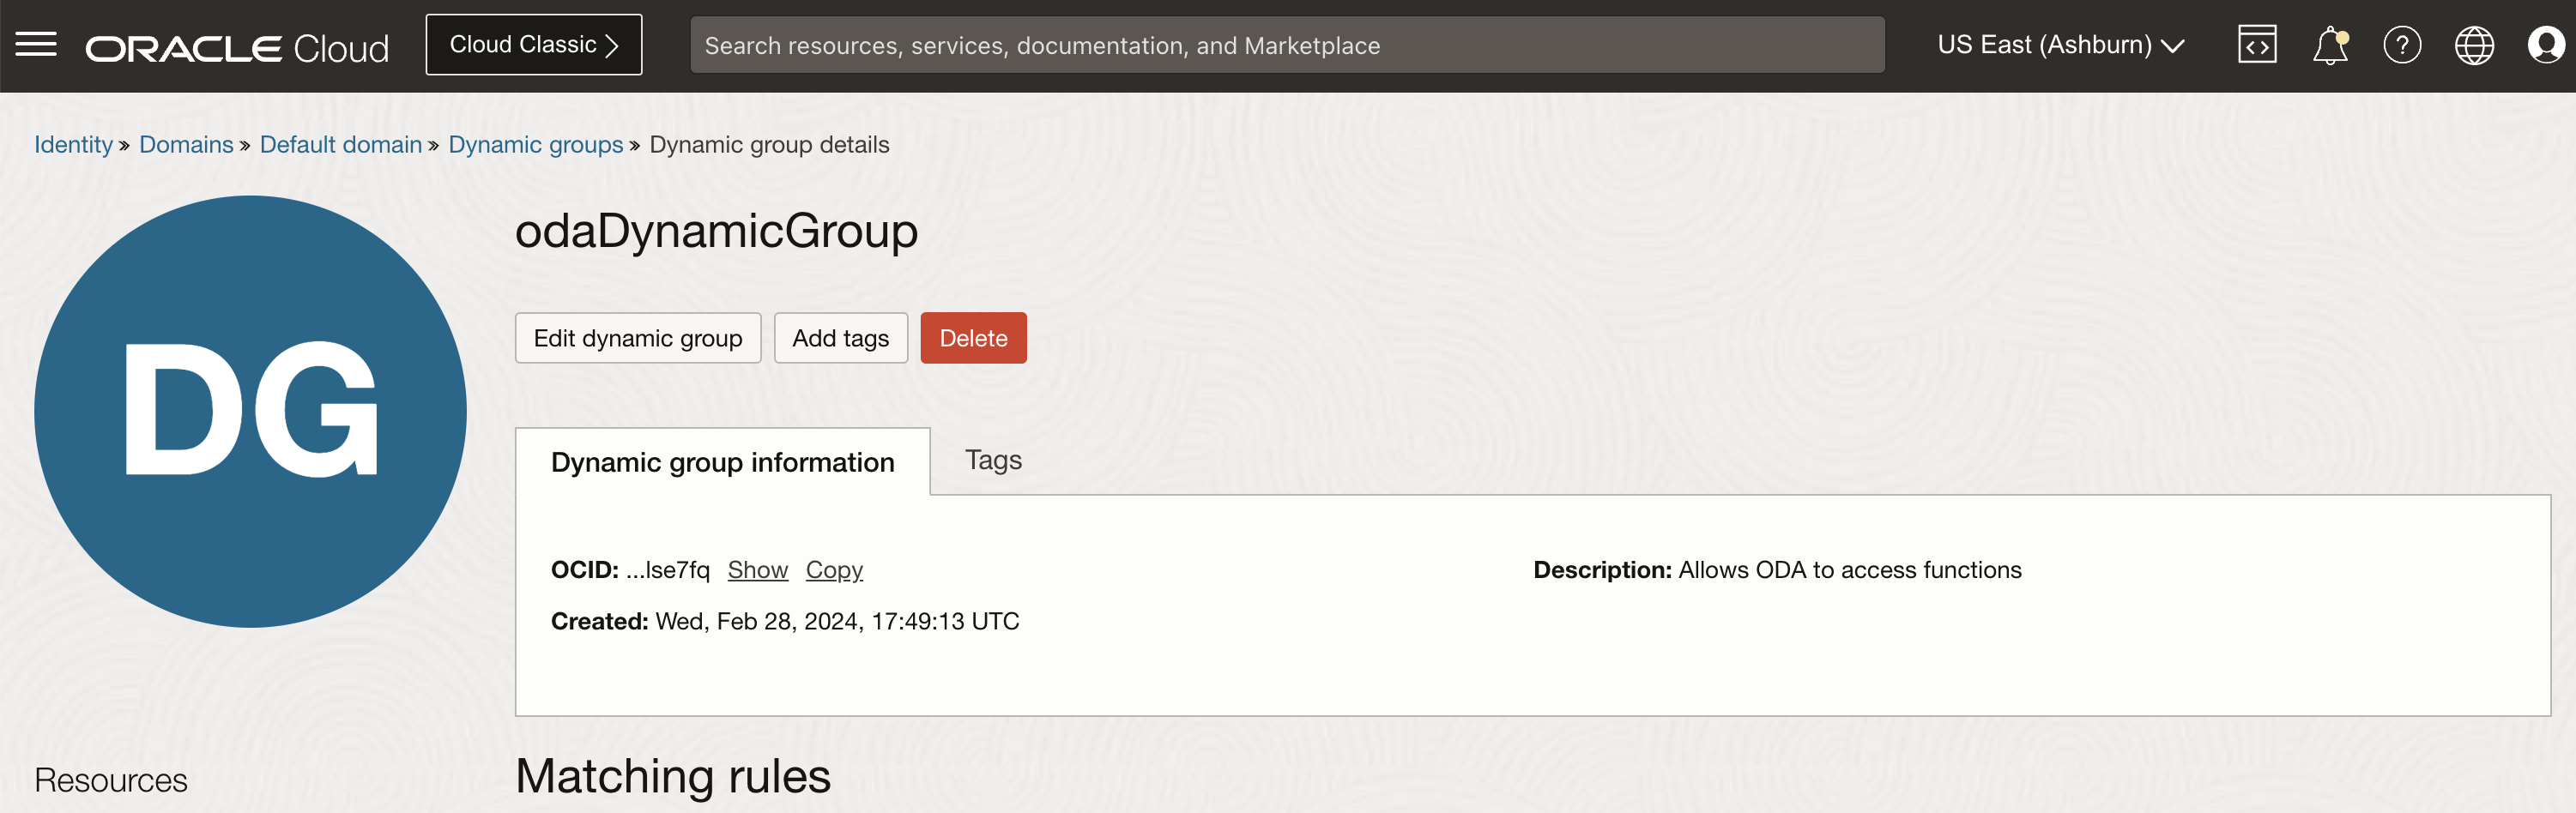 ORACLE Cloud
Cloud Classic
Search resources, services, documentation, and Marketplace
US East (Ashburn)
Identity » Domains » Default domain » Dynamic groups » Dynamic group details
DG
odaDynamicGroup
Edit dynamic group
Add tags
Delete
Dynamic group information
Tags
OCID: ...lse7fq Show Copy
Description: Allows ODA to access functions
Created: Wed, Feb 28, 2024, 17:49:13 UTC
Resources
Matching rules